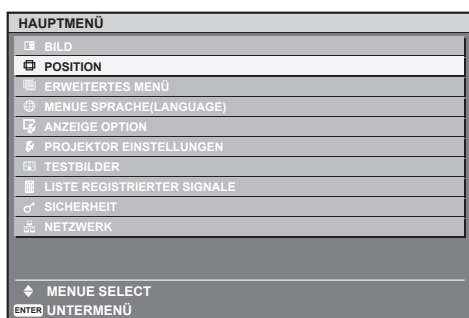 HAUPTMENÜ
BILD
POSITION
ERWEITERTES MENÜ
MENUE SPRACHE(LANGUAGE)
ANZEIGE OPTION
PROJEKTOR EINSTELLUNGEN
TESTBILDER
LISTE REGISTRIERTER SIGNALE
SICHERHEIT
NETZWERK
MENUE SELECT
ENTER UNTERMENÜ